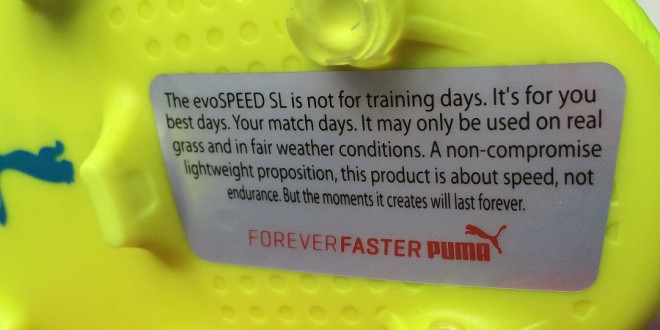 The evoSPEED SL is not for training days. It's for you
best days. Your match days. It may only be used on real
grass and in fair weather conditions. A non-compromise
lightweight proposition, this product is about speed, not
endurance. But the moments it creates will last forever.
FOREVERFASTER PUMA